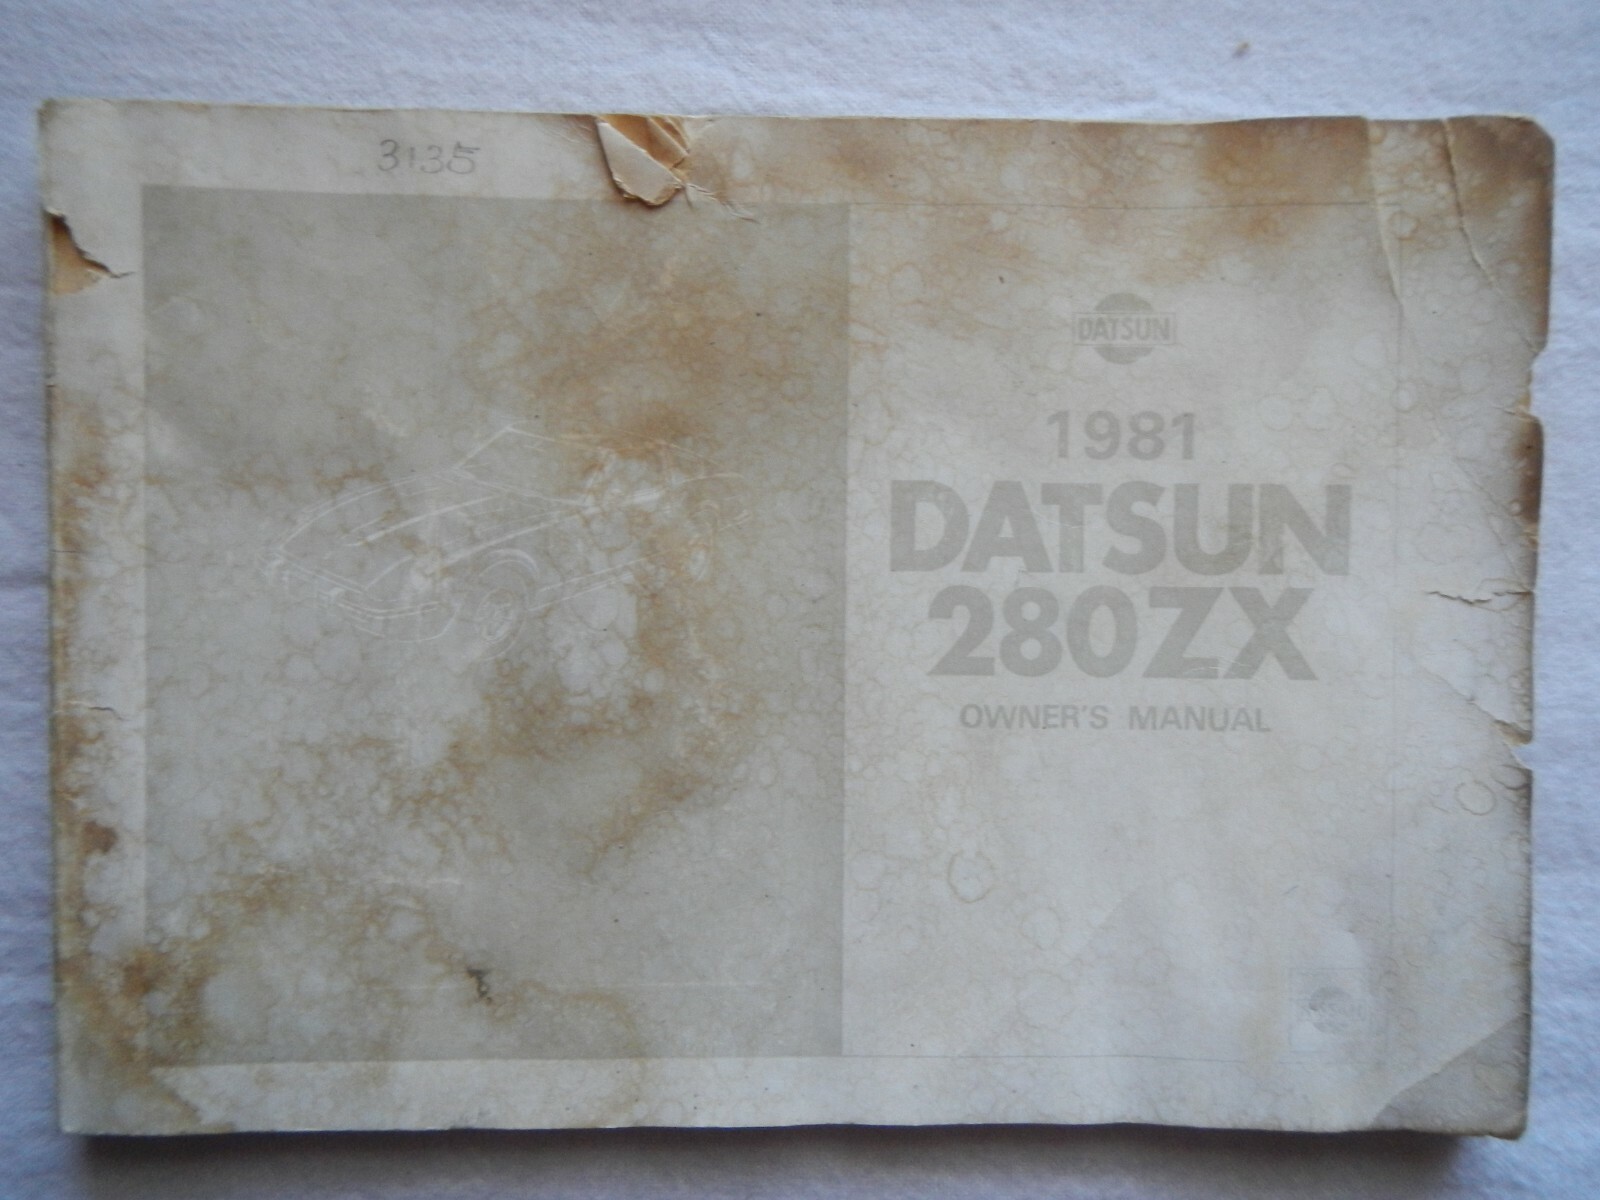 3135
DATSUN
1981
DATSUN
280ZX
OWNER'S MANUAL